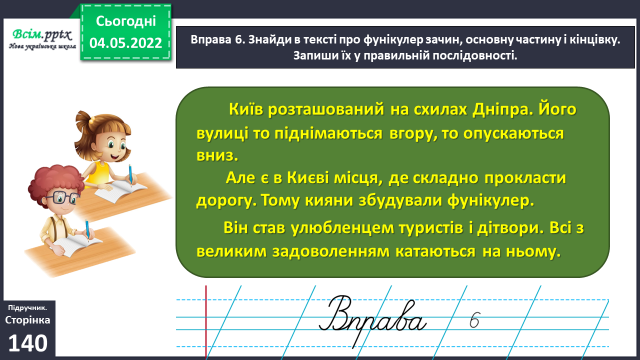 Всім.pptx
Нова українська школа
Сьогодні
04.05.2022
Вправа 6. Знайди в тексті про фунікулер зачин, основну частину і кінцівку.
Запиши їх у правильній послідовності.
Київ розташований на схилах Дніпра. Його
вулиці то піднімаються вгору, то опускаються
вниз.
Але є в Києві місця, де складно прокласти
дорогу. Тому кияни збудували фунікулер.
Він став улюбленцем туристів і дітвори. Всі з
великим задоволенням катаються на ньому.
Підручник.
Сторінка
140
Вправа 6